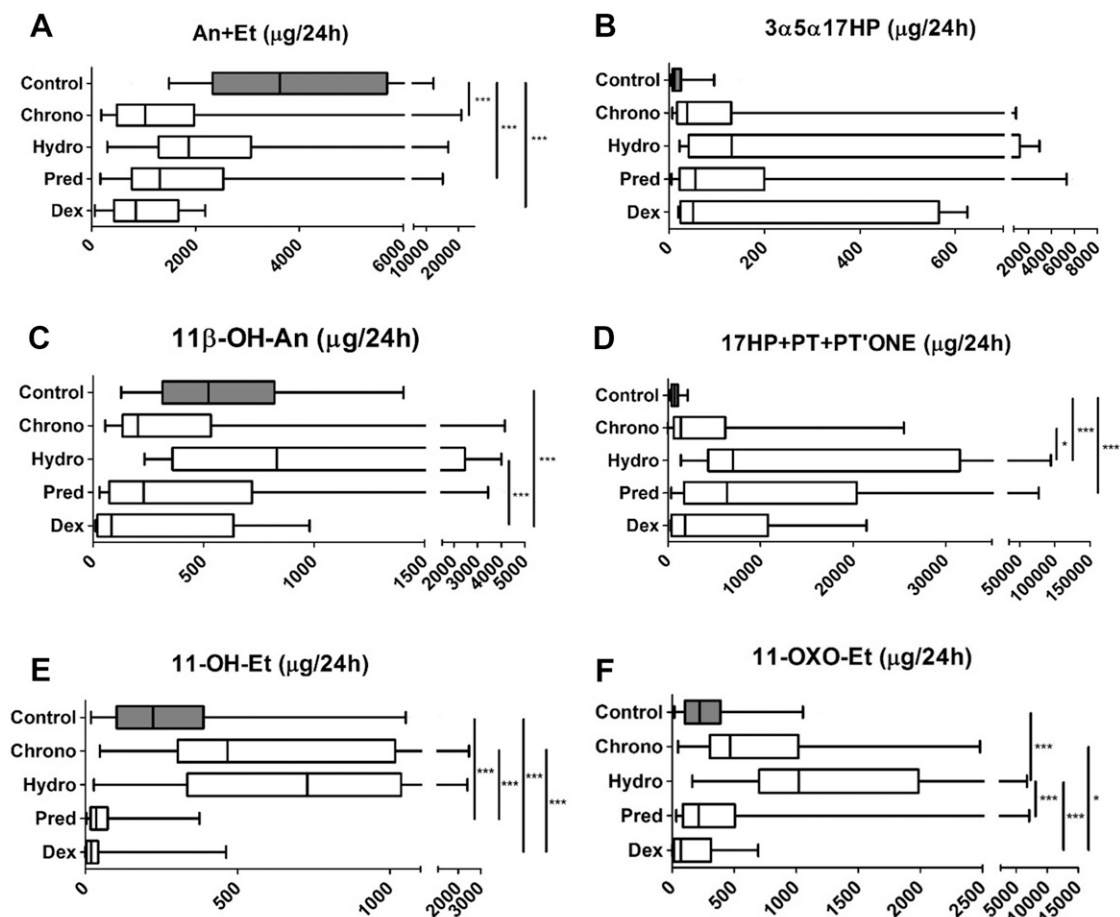 A
An+Et (μg/24h)
Control
Chrono
Hydro
Pred
Dex
0
2000
4000
6000
10000
20000
***
***
***
B
3α5α17HP (μg/24h)
Control
Chrono
Hydro
Pred
Dex
0
200
400
600
2000
4000
6000
8000
C
11β-OH-An (μg/24h)
Control
Chrono
Hydro
Pred
Dex
0
500
1000
1500
2000
3000
4000
5000
***
***
D
17HP+PT+PT'ONE (μg/24h)
Control
Chrono
Hydro
Pred
Dex
0
10000
20000
30000
50000
100000
150000
*
***
***
E
11-OH-Et (μg/24h)
Control
Chrono
Hydro
Pred
Dex
0
500
1000
2000
3000
***
***
***
***
F
11-OXO-Et (μg/24h)
Control
Chrono
Hydro
Pred
Dex
0
500
1000
1500
2000
2500
5000
10000
15000
***
***
***
*